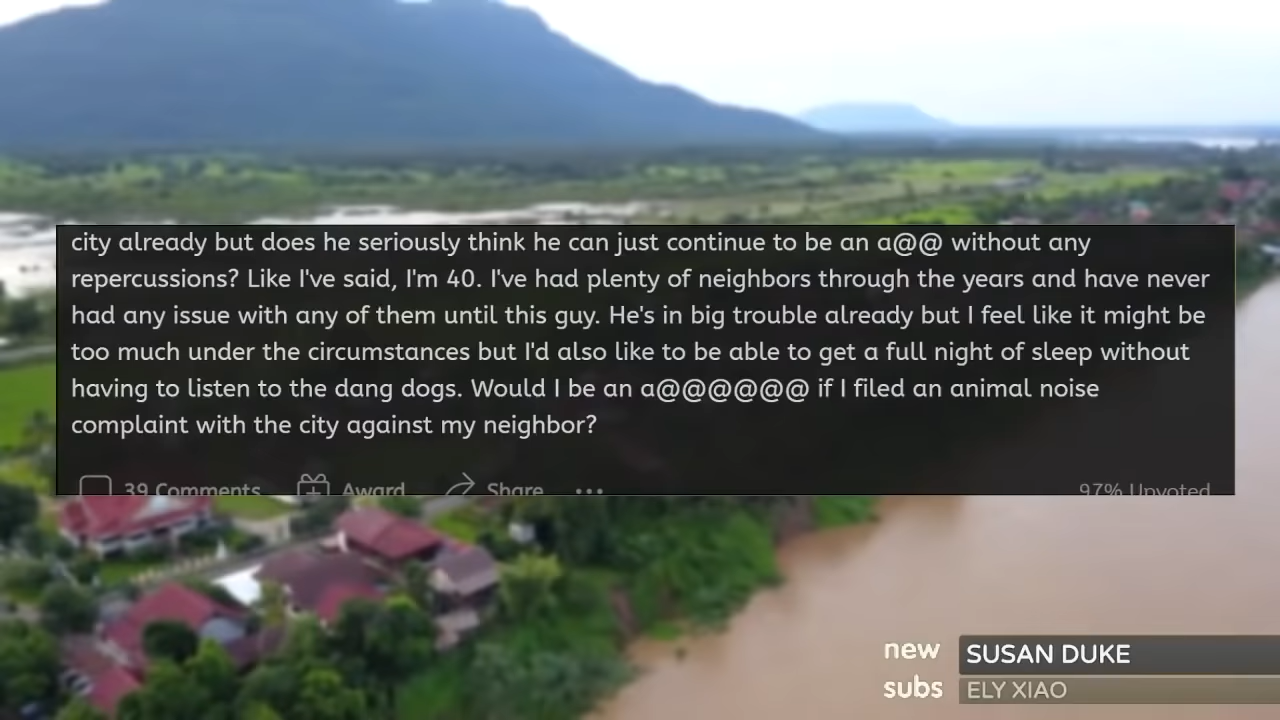 city already but does he seriously think he can just continue to be an a@@ without any
repercussions? Like I've said, I'm 40. I've had plenty of neighbors through the years and have never
had any issue with any of them until this guy. He's in big trouble already but I feel like it might be
too much under the circumstances but I'd also like to be able to get a full night of sleep without
having to listen to the dang dogs. Would I be an a@@@@@@ if I filed an animal noise
complaint with the city against my neighbor?
39 Comments Award Share ... 97% Upvoted
new SUSAN DUKE
subs ELY XIAO